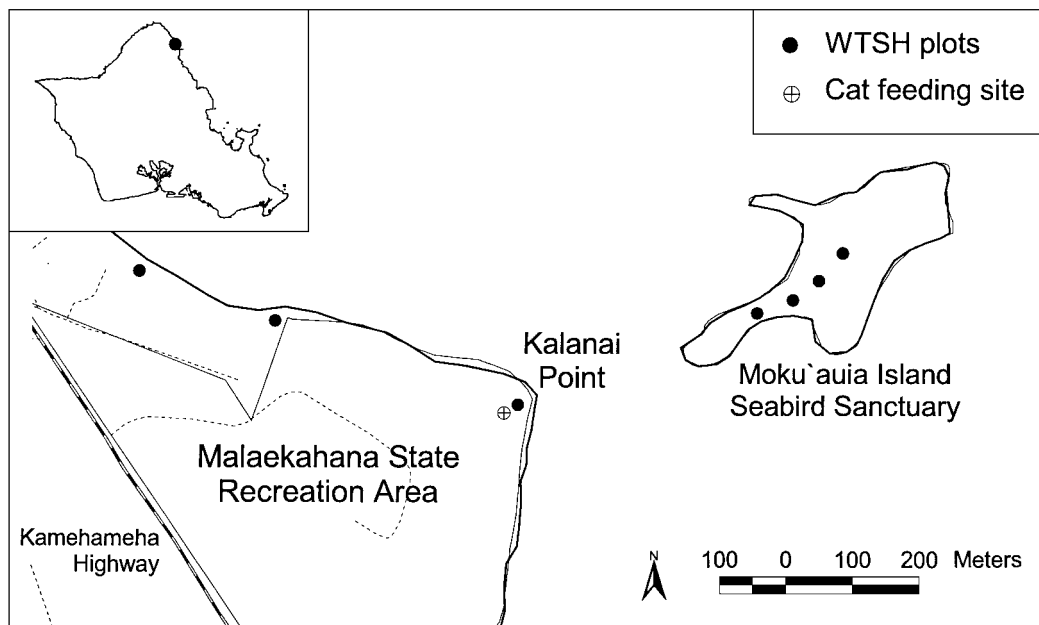 WTSH plots
Cat feeding site
Kalanai
Point
Moku`auia Island
Seabird Sanctuary
Malaekahana State
Recreation Area
Kamehameha
Highway
N
100 0 100 200 Meters